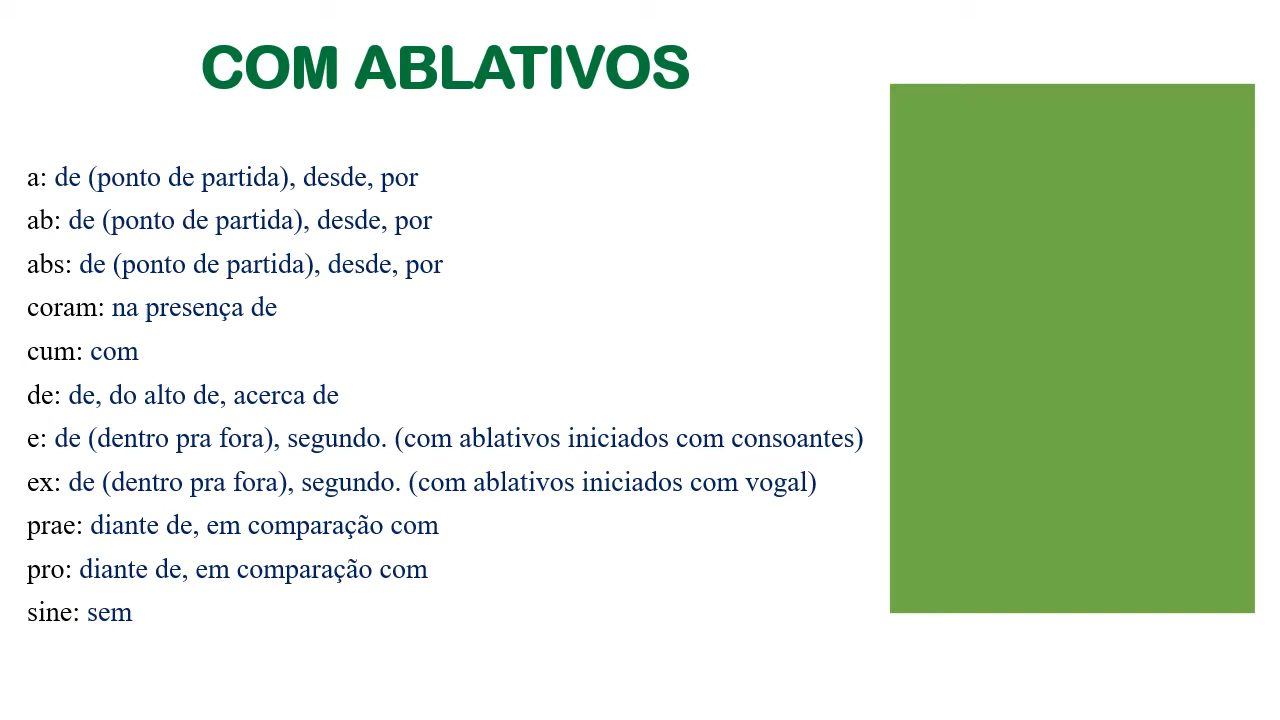 COM ABLATIVOS
a: de (ponto de partida), desde, por
ab: de (ponto de partida), desde, por
abs: de (ponto de partida), desde, por
coram: na presença de
cum: com
de: de, do alto de, acerca de
e: de (dentro pra fora), segundo. (com ablativos iniciados com consoantes)
ex: de (dentro pra fora), segundo. (com ablativos iniciados com vogal)
prae: diante de, em comparação com
pro: diante de, em comparação com
sine: sem